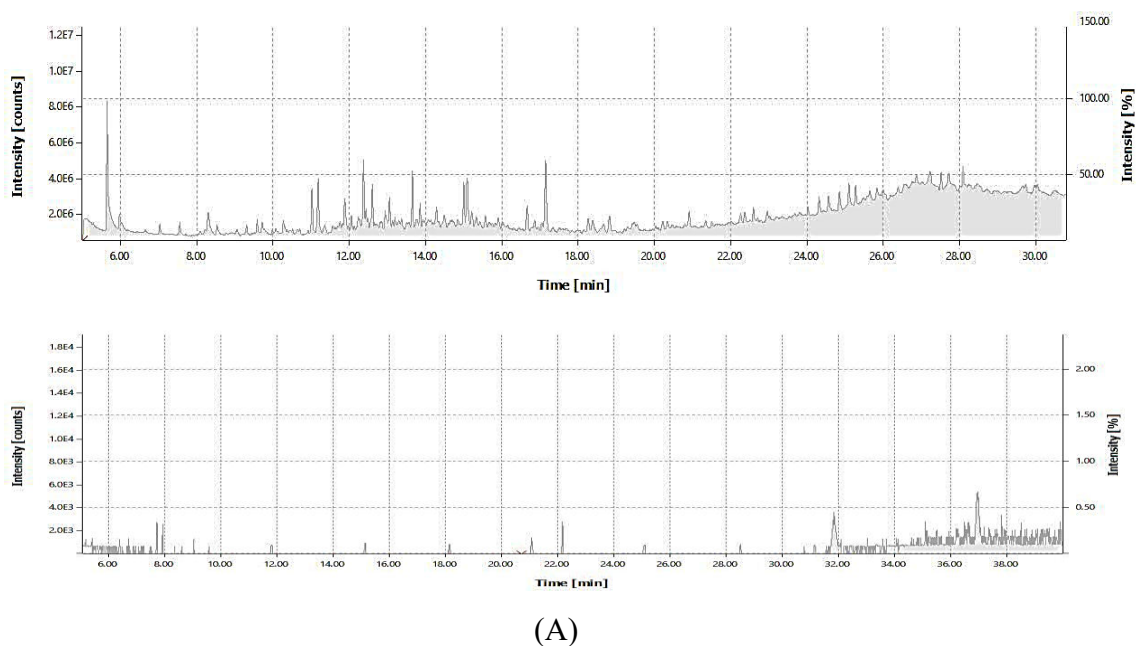 Intensity [counts]
1.2E7
1.0E7
8.0E6
6.0E6
4.0E6
2.0E6
150.00
100.00
50.00
Intensity [%]
6.00 8.00 10.00 12.00 14.00 16.00 18.00 20.00 22.00 24.00 26.00 28.00 30.00
Time [min]
Intensity [counts]
1.8E4
1.6E4
1.4E4
1.2E4
1.0E4
8.0E3
6.0E3
4.0E3
2.0E3
2.00
1.50
1.00
0.50
Intensity [%]
6.00 8.00 10.00 12.00 14.00 16.00 18.00 20.00 22.00 24.00 26.00 28.00 30.00 32.00 34.00 36.00 38.00
Time [min]
(A)